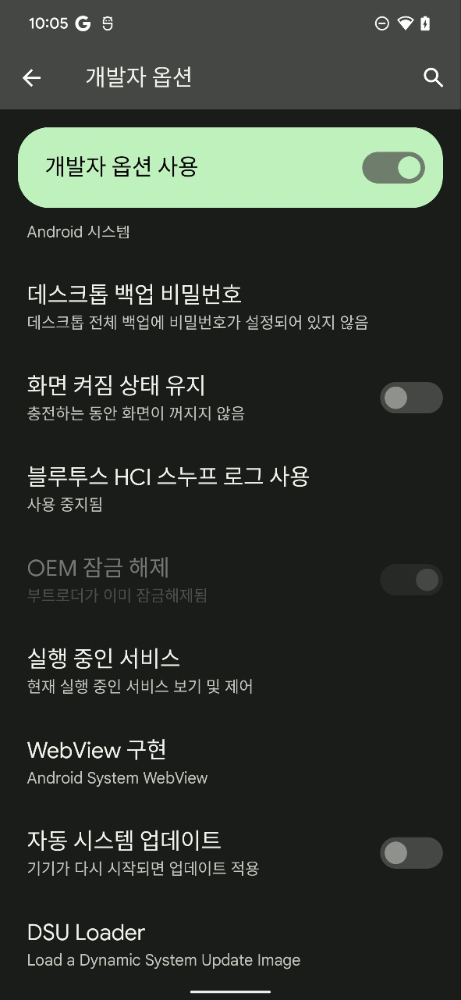 10:05
개발자 옵션
개발자 옵션 사용
Android 시스템
데스크톱 백업 비밀번호
데스크톱 전체 백업에 비밀번호가 설정되어 있지 않음
화면 켜짐 상태 유지
충전하는 동안 화면이 꺼지지 않음
블루투스 HCI 스누프 로그 사용
사용 중지됨
OEM 잠금 해제
부트로더가 이미 잠금해제됨
실행 중인 서비스
현재 실행 중인 서비스 보기 및 제어
WebView 구현
Android System WebView
자동 시스템 업데이트
기기가 다시 시작되면 업데이트 적용
DSU Loader
Load a Dynamic System Update Image